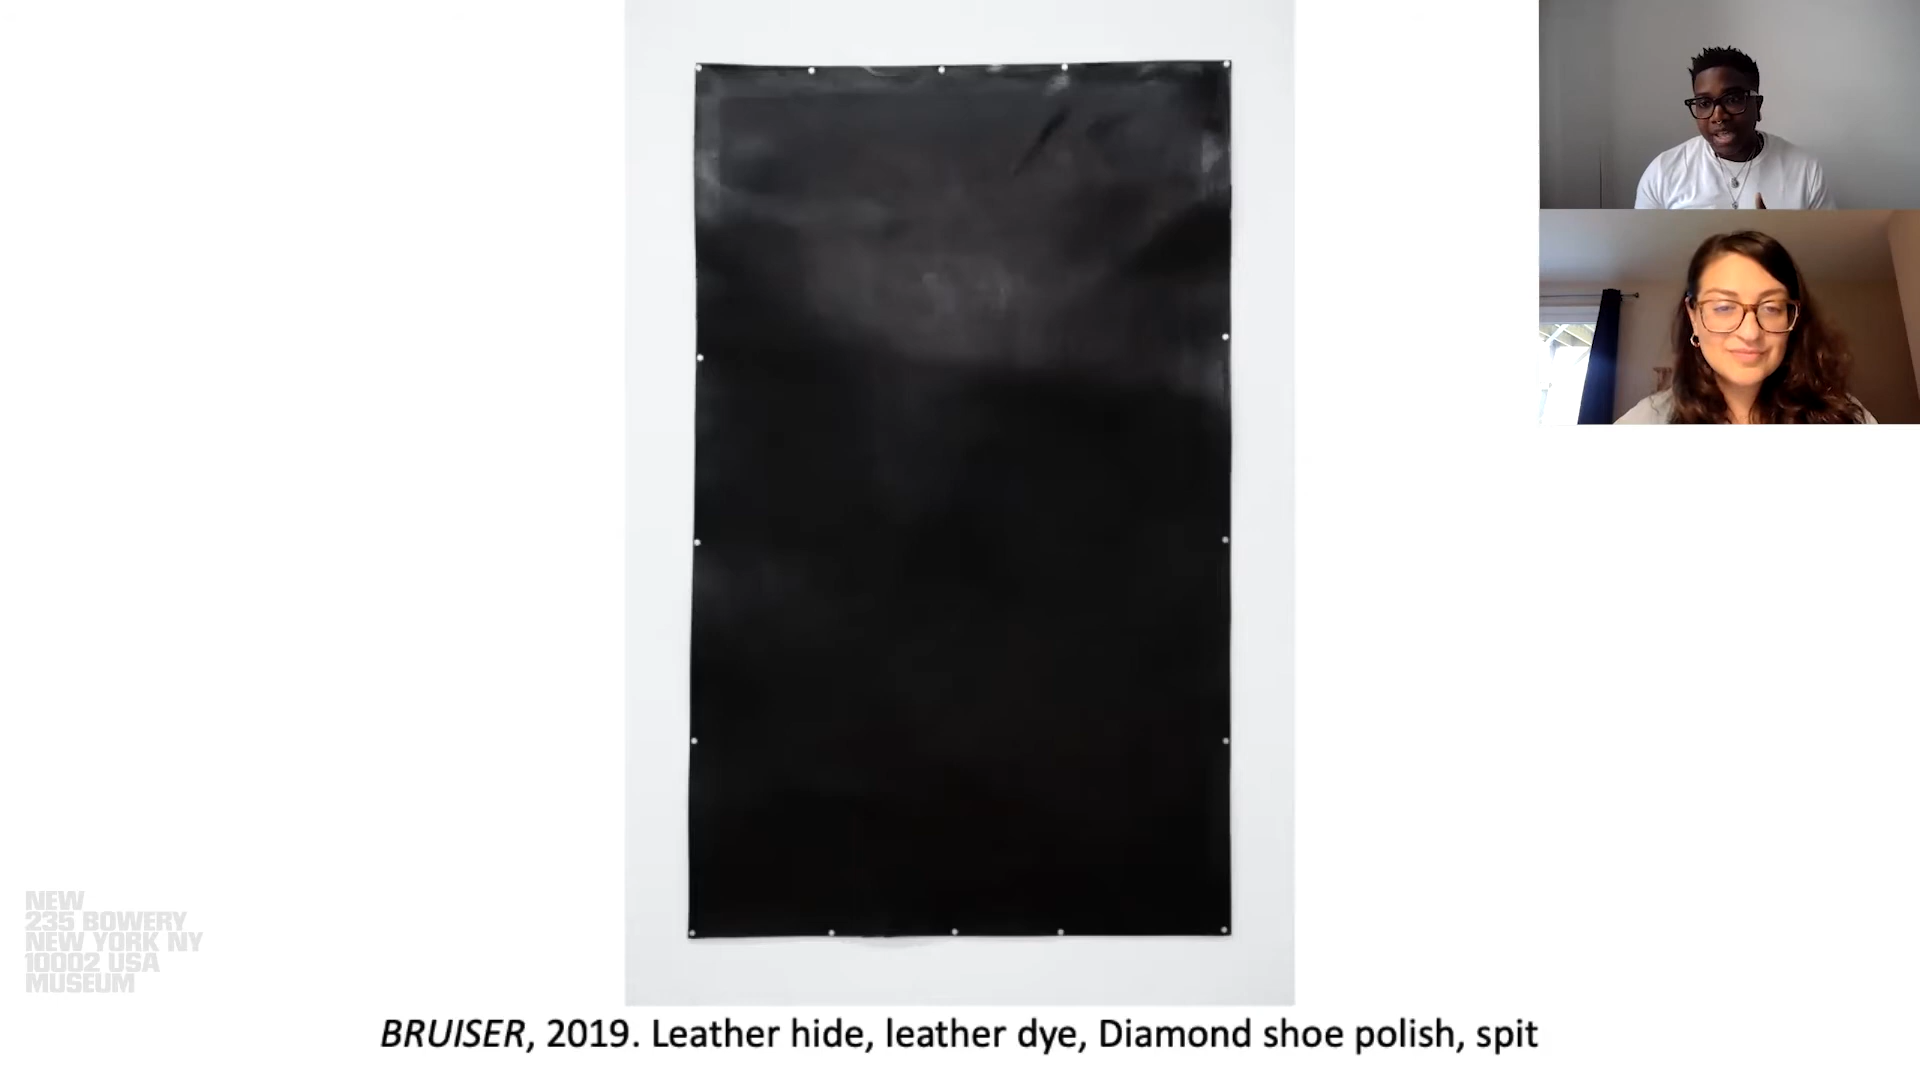 NEW
235 BOWERY
NEW YORK NY
10002 USA
MUSEUM
BRUISER, 2019. Leather hide, leather dye, Diamond shoe polish, spit